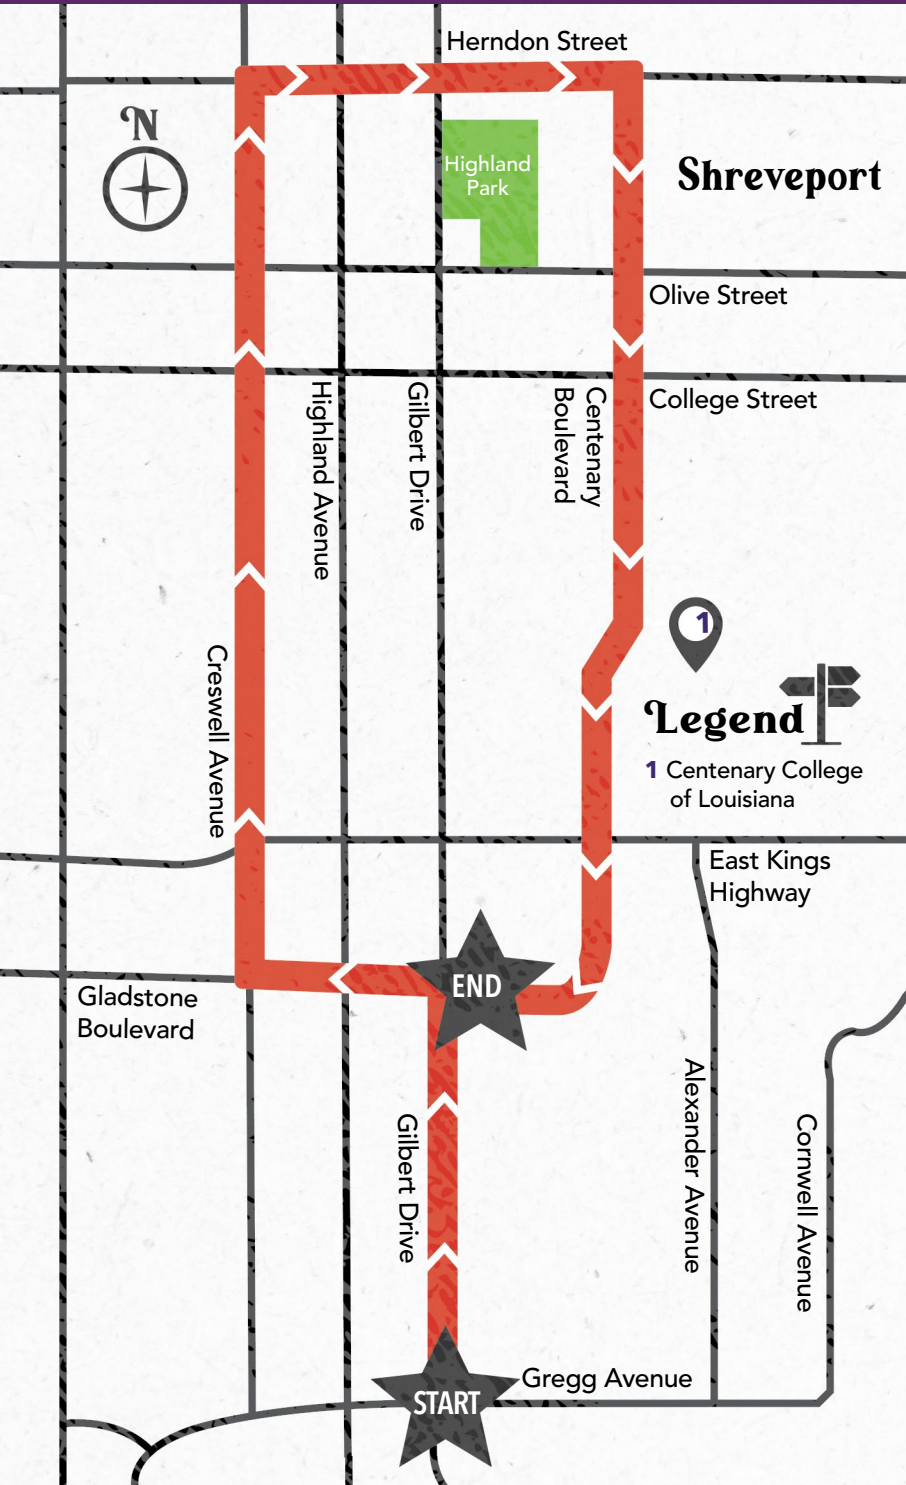 Herndon Street
N
Highland
Park
Shreveport
Olive Street
College Street
Highland Avenue
Gilbert Drive
Centenary
Boulevard
1
Creswell Avenue
Legend
1 Centenary College
of Louisiana
East Kings
Highway
END
Gladstone
Boulevard
Alexander Avenue
Gilbert Drive
Cornwell Avenue
Gregg Avenue
START